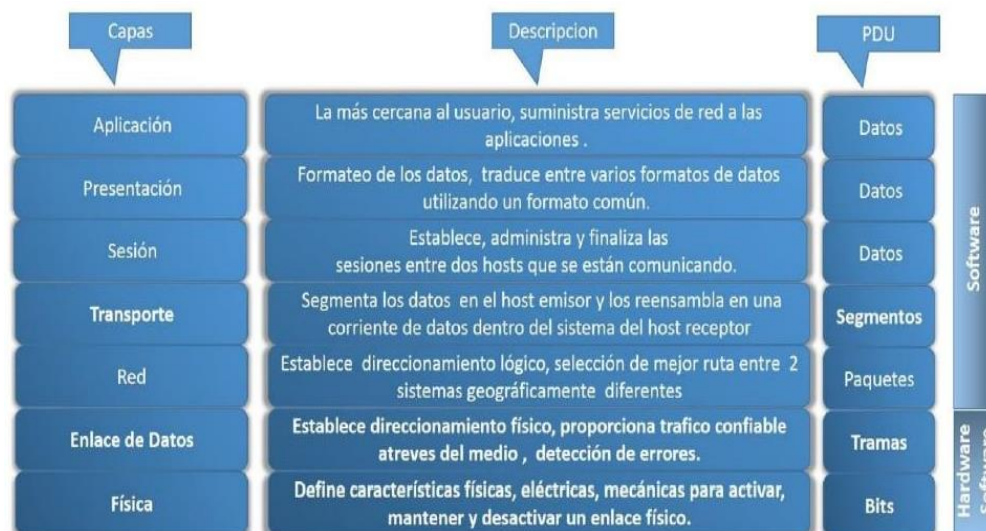 Capas
Descripcion
PDU
Aplicación
La más cercana al usuario, suministra servicios de red a las
aplicaciones .
Datos
Presentación
Formateo de los datos, traduce entre varios formatos de datos
utilizando un formato común.
Datos
Sesión
Establece, administra y finaliza las
sesiones entre dos hosts que se están comunicando.
Datos
Transporte
Segmenta los datos en el host emisor y los reensambla en una
corriente de datos dentro del sistema del host receptor
Segmentos
Red
Establece direccionamiento lógico, selección de mejor ruta entre 2
sistemas geográficamente diferentes
Paquetes
Enlace de Datos
Establece direccionamiento físico, proporciona trafico confiable
atreves del medio , detección de errores.
Tramas
Física
Define características físicas, eléctricas, mecánicas para activar,
mantener y desactivar un enlace físico.
Bits
Software
Hardware
Software